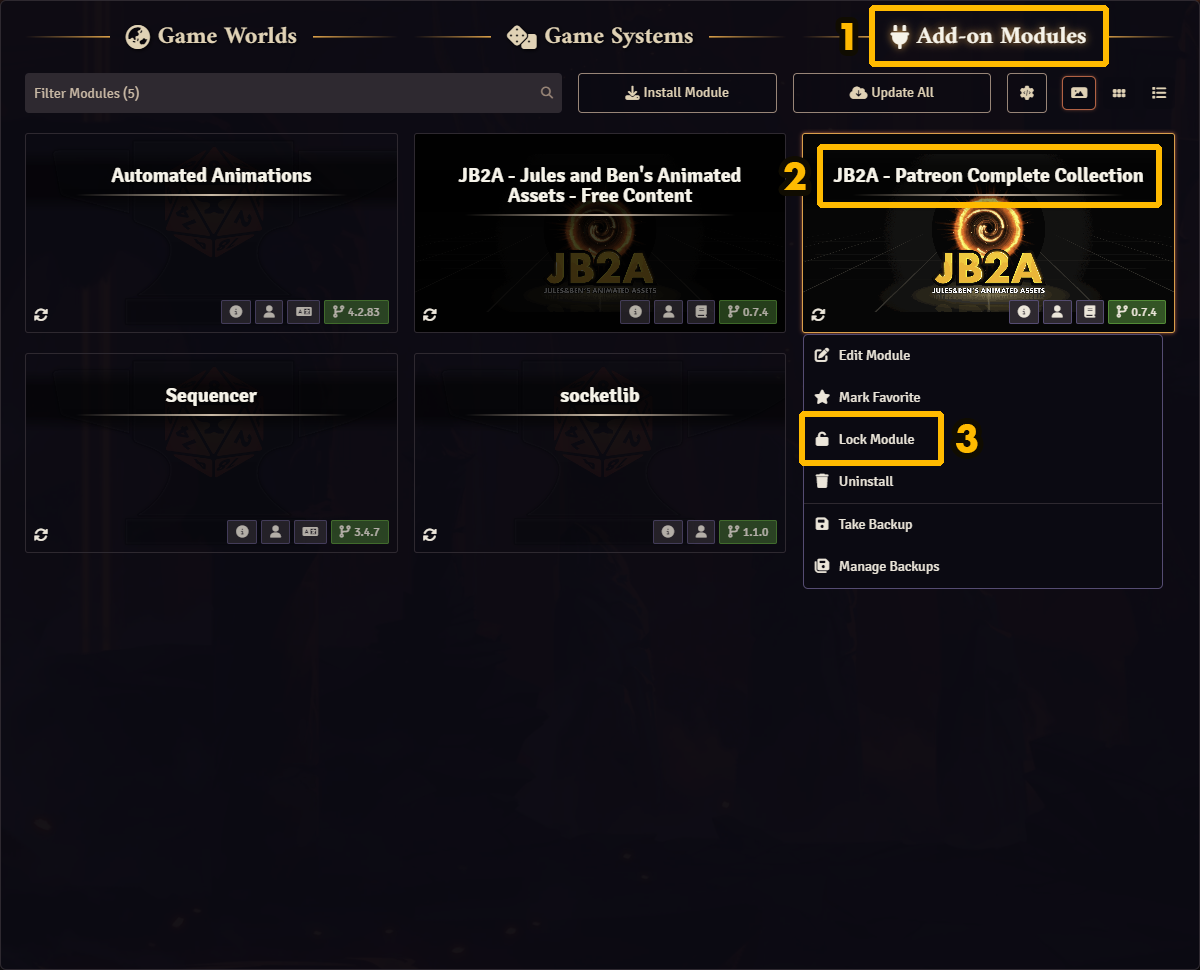 Game Worlds
Game Systems
1
Add-on Modules
Filter Modules (5)
Install Module
Update All
Automated Animations
4.2.83
JB2A - Jules and Ben's Animated
Assets - Free Content
JB2A
JULES&BEN'S ANIMATED ASSETS
0.7.4
2
JB2A - Patreon Complete Collection
JB2A
JULES&BEN'S ANIMATED ASSETS
0.7.4
Sequencer
3.4.7
socketlib
1.1.0
Edit Module
Mark Favorite
Lock Module
3
Uninstall
Take Backup
Manage Backups